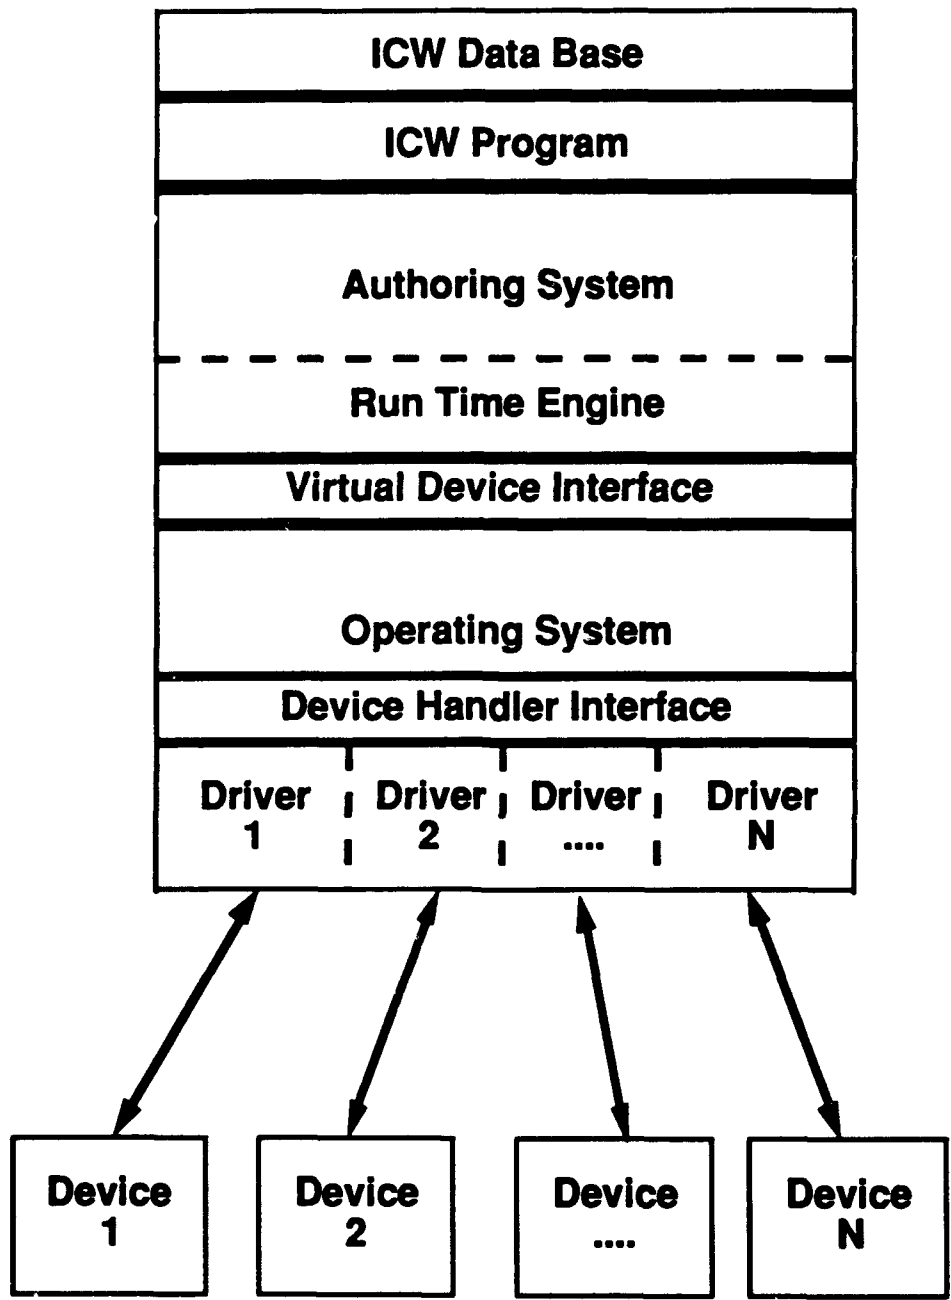 ICW Data Base
ICW Program
Authoring System
Run Time Engine
Virtual Device Interface
Operating System
Device Handler Interface
Driver 1
Driver 2
Driver ....
Driver N
Device 1
Device 2
Device ....
Device N